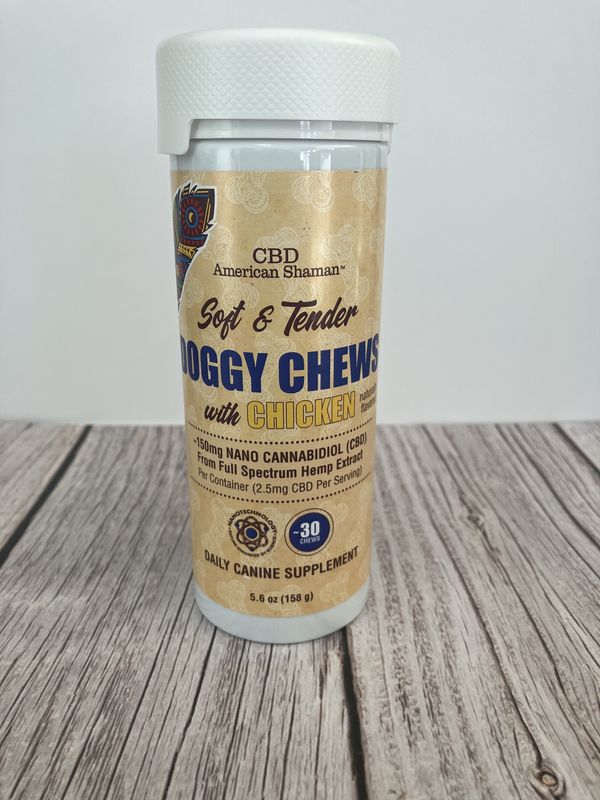 CBD
American Shaman™
Soft & Tender
DOGGY CHEWS
with CHICKEN
~150mg NANO CANNABIDIOL (CBD)
From Full Spectrum Hemp Extract
Per Container (2.5mg CBD Per Serving)
NANOTECHNOLOGY
~30
CHEWS
DAILY CANINE SUPPLEMENT
5.6 oz (158 g)